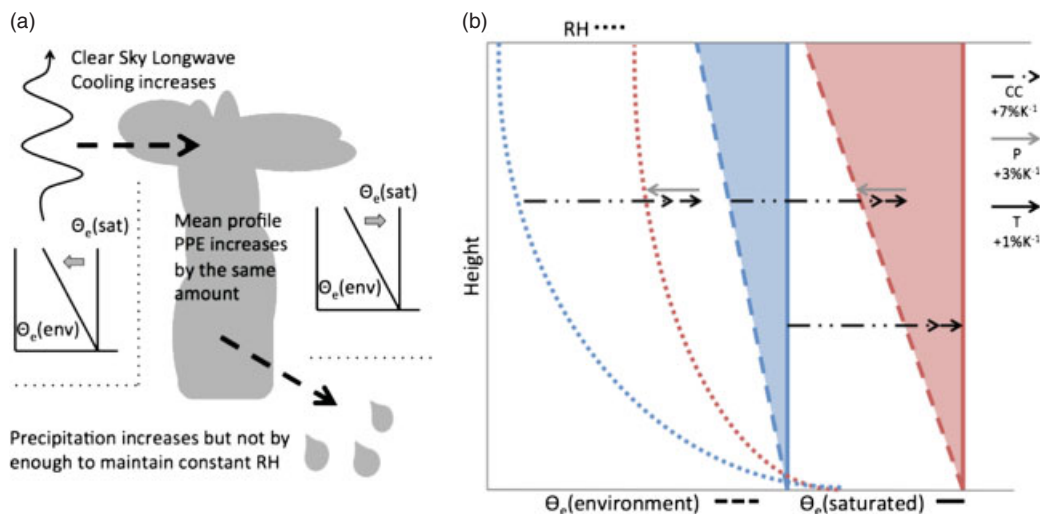 (a)
Clear Sky Longwave
Cooling increases
Θe(sat)
Θe(env)
Mean profile
PPE increases
by the same
amount
Θe(sat)
Θe(env)
Precipitation increases but not by
enough to maintain constant RH
(b)
RH
Height
CC
+7%K-1
P
+3%K-1
T
+1%K-1
Θe(environment)
Θe(saturated)